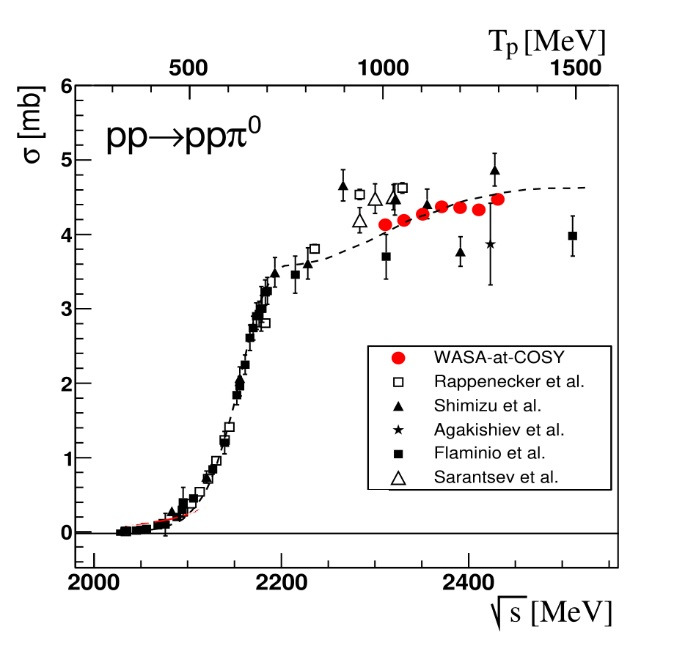 Tₚ [MeV]
500 1000 1500
σ [mb]
6
pp→ppπ⁰
5
4
3
2
1
0
WASA-at-COSY
Rappenecker et al.
Shimizu et al.
Agakishiev et al.
Flaminio et al.
Sarantsev et al.
2000 2200 2400
√s [MeV]